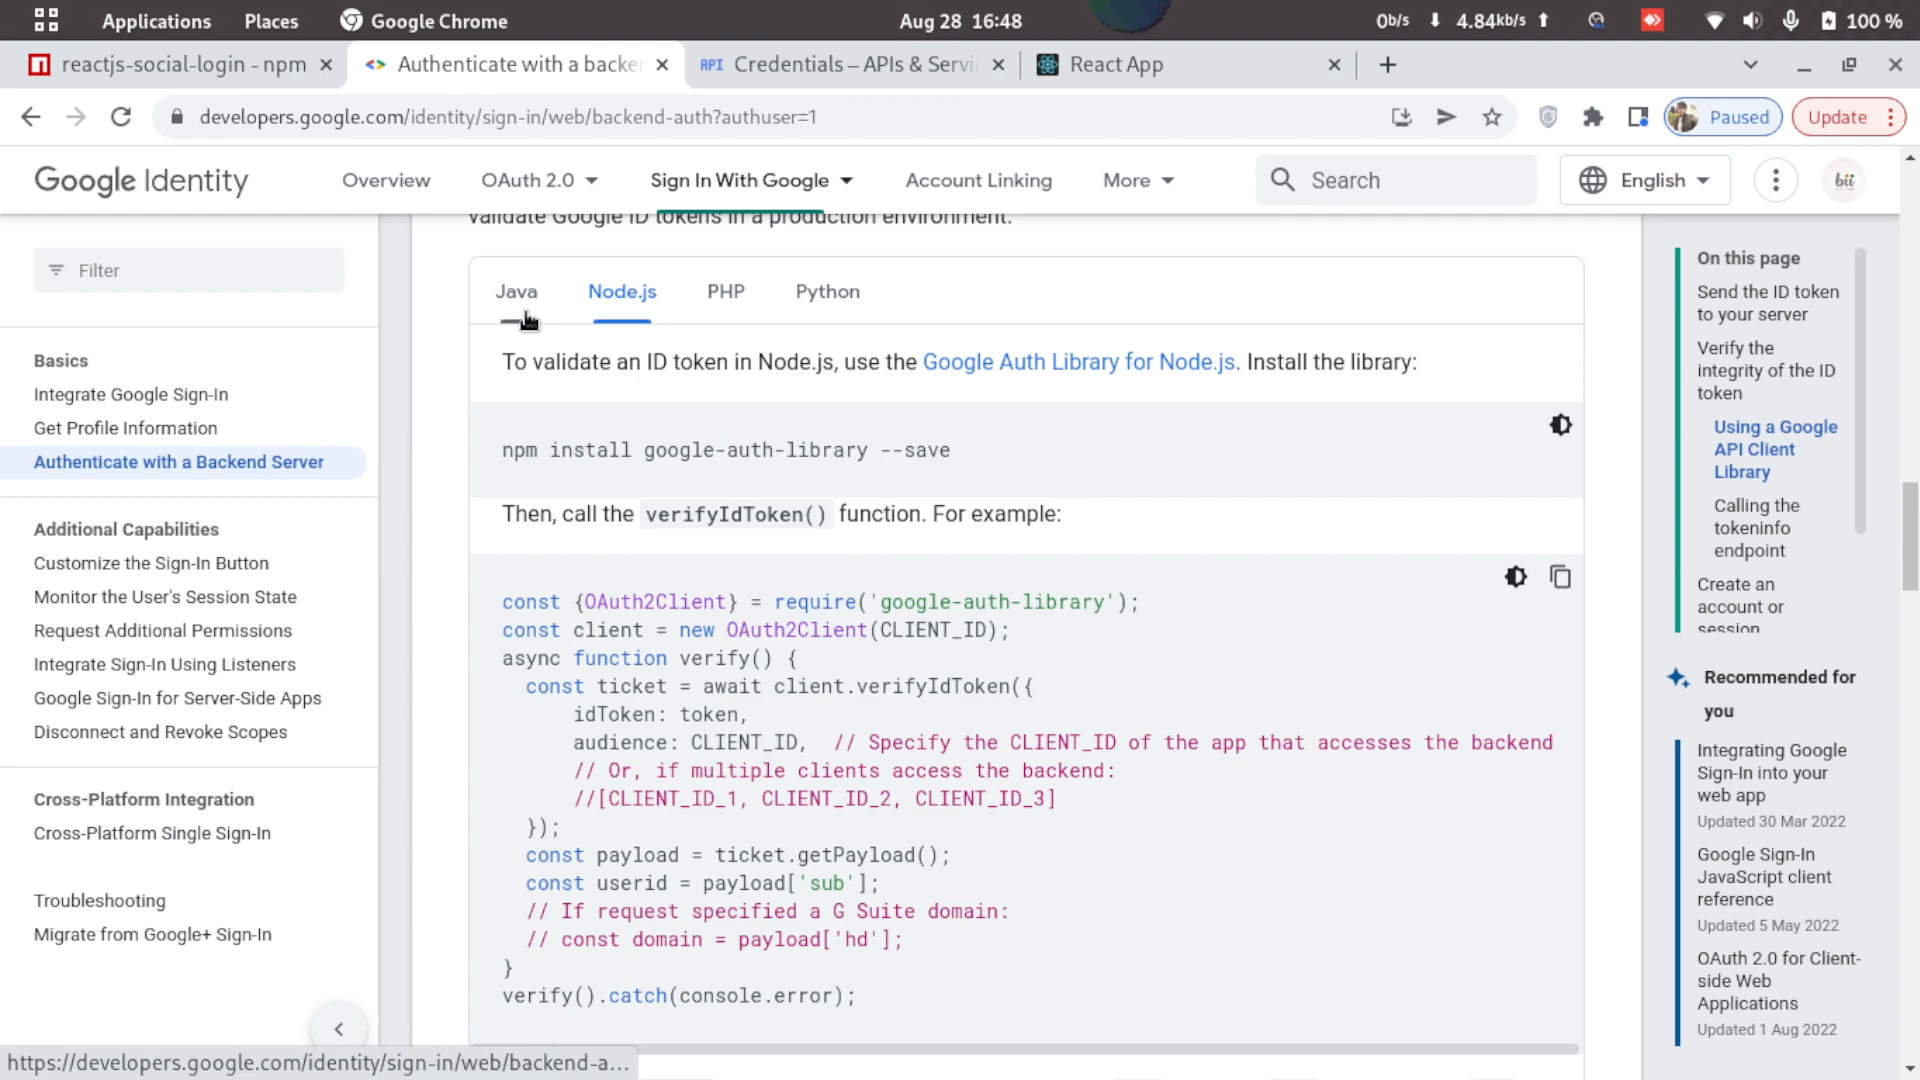 Applications Places Google Chrome Aug 28 16:48 0b/s 4.84kb/s 100 %
reactjs-social-login - npm
Authenticate with a backe
API Credentials – APIs & Servi
React App
developers.google.com/identity/sign-in/web/backend-auth?authuser=1
Paused
Update
Google Identity
Overview
OAuth 2.0
Sign In With Google
Account Linking
More
Search
English
bii
Filter
Basics
Integrate Google Sign-In
Get Profile Information
Authenticate with a Backend Server
Additional Capabilities
Customize the Sign-In Button
Monitor the User's Session State
Request Additional Permissions
Integrate Sign-In Using Listeners
Google Sign-In for Server-Side Apps
Disconnect and Revoke Scopes
Cross-Platform Integration
Cross-Platform Single Sign-In
Troubleshooting
Migrate from Google+ Sign-In
validate Google ID tokens in a production environment.
Java Node.js PHP Python
To validate an ID token in Node.js, use the Google Auth Library for Node.js. Install the library:
npm install google-auth-library --save
Then, call the verifyIdToken() function. For example:
const {OAuth2Client} = require('google-auth-library');
const client = new OAuth2Client(CLIENT_ID);
async function verify() {
const ticket = await client.verifyIdToken({
idToken: token,
audience: CLIENT_ID, // Specify the CLIENT_ID of the app that accesses the backend
// Or, if multiple clients access the backend:
//[CLIENT_ID_1, CLIENT_ID_2, CLIENT_ID_3]
});
const payload = ticket.getPayload();
const userid = payload['sub'];
// If request specified a G Suite domain:
// const domain = payload['hd'];
}
verify().catch(console.error);
On this page
Send the ID token
to your server
Verify the
integrity of the ID
token
Using a Google
API Client
Library
Calling the
tokeninfo
endpoint
Create an
account or
session
Recommended for
you
Integrating Google
Sign-In into your
web app
Updated 30 Mar 2022
Google Sign-In
JavaScript client
reference
Updated 5 May 2022
OAuth 2.0 for Client-
side Web
Applications
Updated 1 Aug 2022
https://developers.google.com/identity/sign-in/web/backend-a...